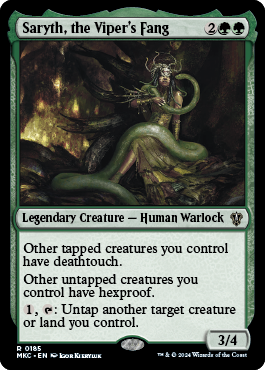 Saryth, the Viper's Fang 2
Legendary Creature — Human Warlock
Other tapped creatures you control
have deathtouch.
Other untapped creatures you
control have hexproof.
1, : Untap another target creature
or land you control.
3/4
R 0185
MKC • EN Igor Kieryluk
™ & © 2024 Wizards of the Coast